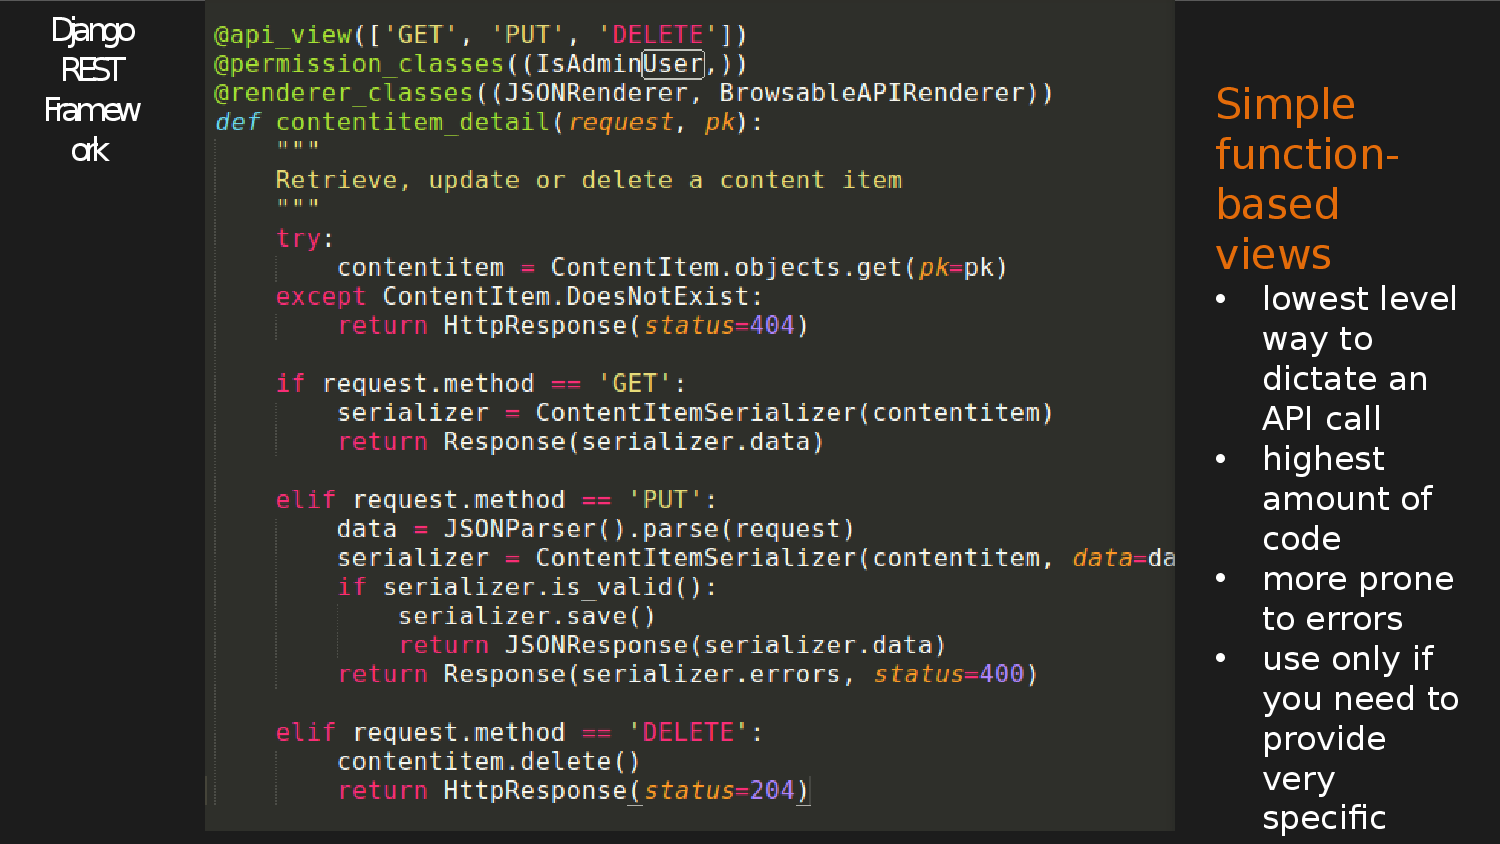 Django
REST
Framew
ork
@api_view(['GET', 'PUT', 'DELETE'])
@permission_classes((IsAdminUser,))
@renderer_classes((JSONRenderer, BrowsableAPIRenderer))
def contentitem_detail(request, pk):
    """
    Retrieve, update or delete a content item
    """
    try:
        contentitem = ContentItem.objects.get(pk=pk)
    except ContentItem.DoesNotExist:
        return HttpResponse(status=404)
    if request.method == 'GET':
        serializer = ContentItemSerializer(contentitem)
        return Response(serializer.data)
    elif request.method == 'PUT':
        data = JSONParser().parse(request)
        serializer = ContentItemSerializer(contentitem, data=da
        if serializer.is_valid():
            serializer.save()
            return JSONResponse(serializer.data)
        return Response(serializer.errors, status=400)
    elif request.method == 'DELETE':
        contentitem.delete()
        return HttpResponse(status=204)
Simple
function-
based
views
• lowest level
way to
dictate an
API call
• highest
amount of
code
• more prone
to errors
• use only if
you need to
provide
very
specific